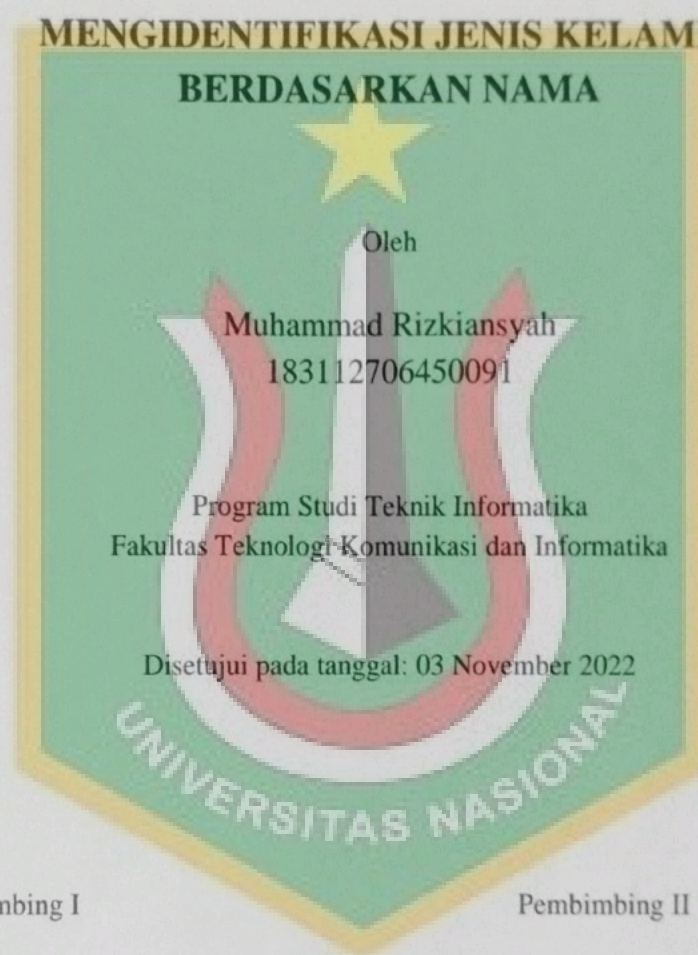 MENGIDENTIFIKASI JENIS KELAM
BERDASARKAN NAMA
Oleh
Muhammad Rizkiansyah
183112706450091
Program Studi Teknik Informatika
Fakultas Teknologi Komunikasi dan Informatika
Disetujui pada tanggal: 03 November 2022
UNIVERSITAS NASIONAL
mbing I
Pembimbing II